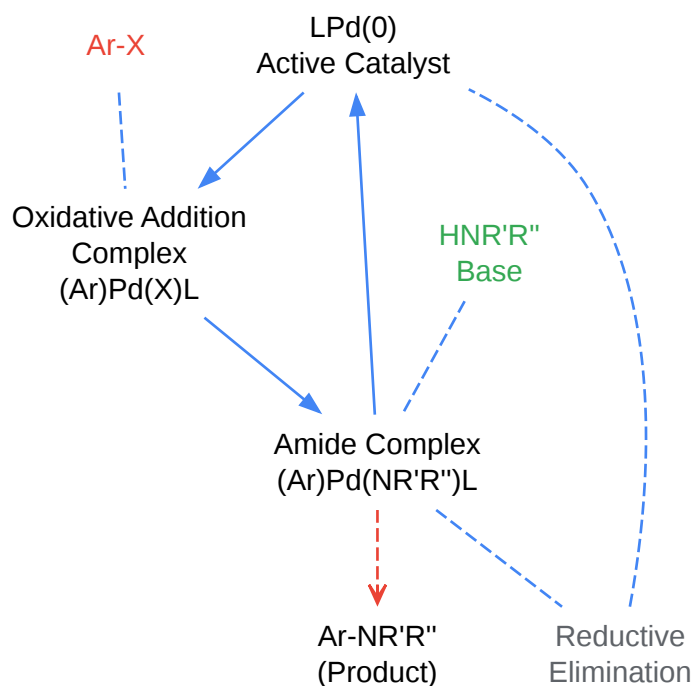 Ar-X
LPd(0)
Active Catalyst
Oxidative Addition
Complex
(Ar)Pd(X)L
HNR'R"
Base
Amide Complex
(Ar)Pd(NR'R")L
Ar-NR'R"
(Product)
Reductive
Elimination